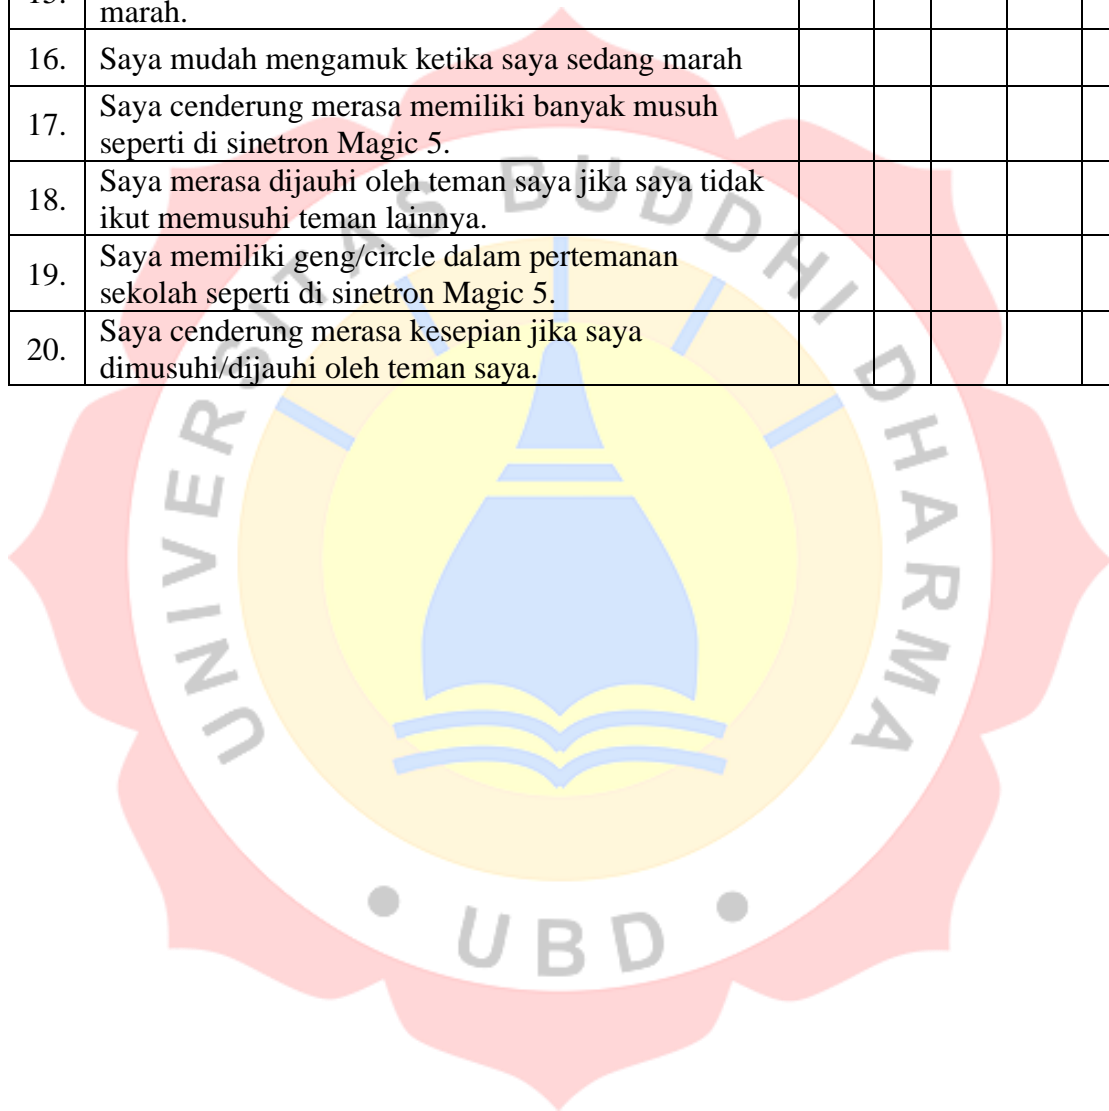 marah.
16. Saya mudah mengamuk ketika saya sedang marah
17. Saya cenderung merasa memiliki banyak musuh
seperti di sinetron Magic 5.
18. Saya merasa dijauhi oleh teman saya jika saya tidak
ikut memusuhi teman lainnya.
19. Saya memiliki geng/circle dalam pertemanan
sekolah seperti di sinetron Magic 5.
20. Saya cenderung merasa kesepian jika saya
dimusuhi/dijauhi oleh teman saya.
UNIVERSITAS BUDDHI DHARMA
UBD